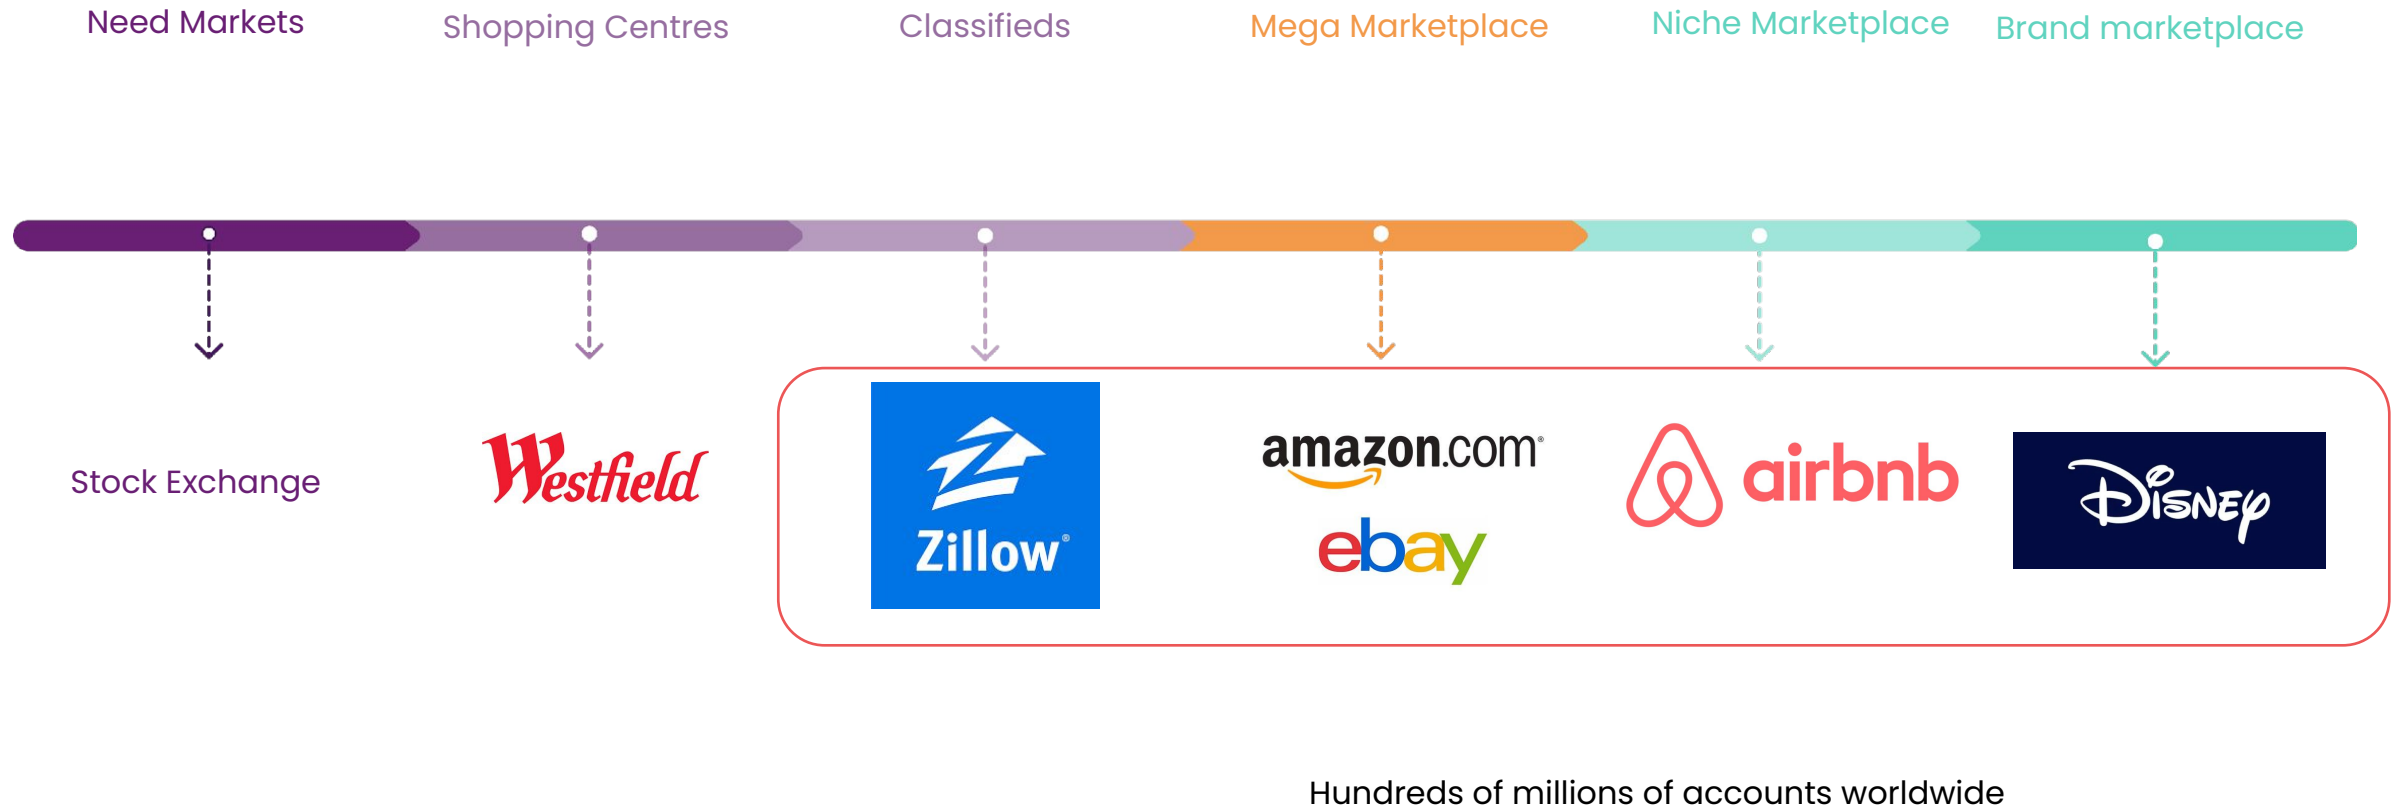 Need Markets
Shopping Centres
Classifieds
Mega Marketplace
Niche Marketplace
Brand marketplace
Stock Exchange
Westfield
Zillow®
amazon.com®
ebay
airbnb
Disney
Hundreds of millions of accounts worldwide